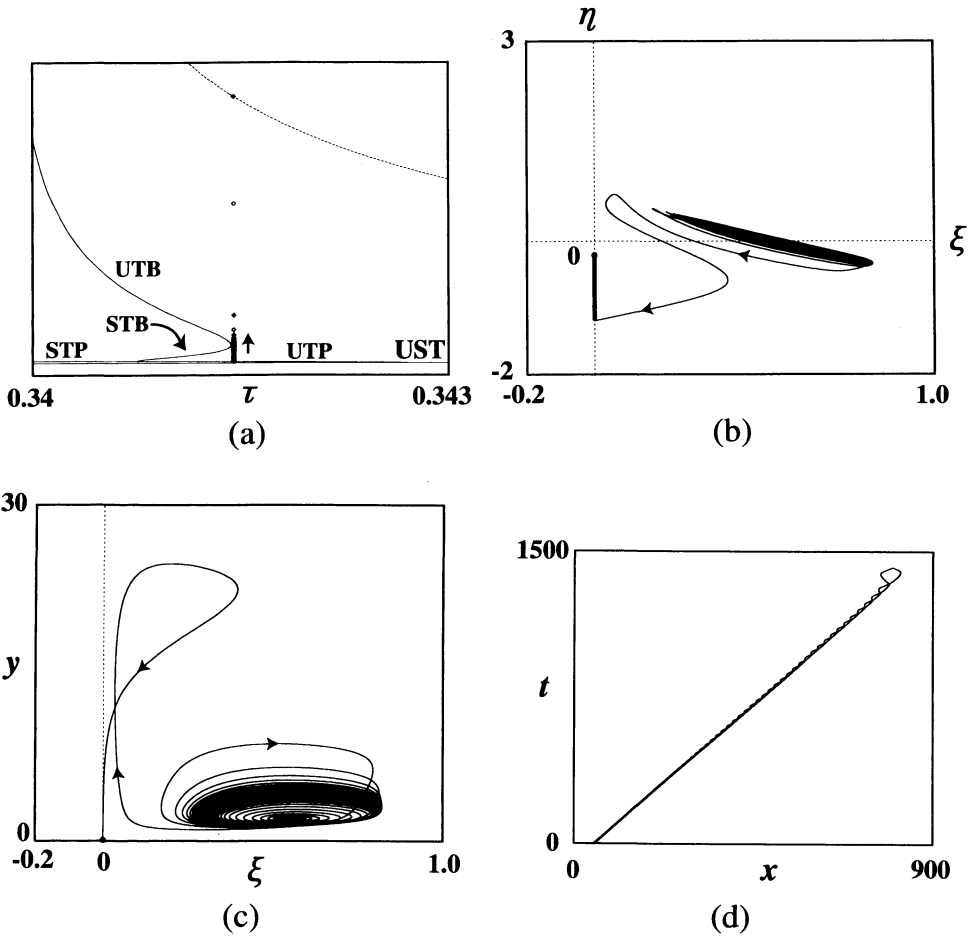 UTB
STB
STP
UTP
UST
0.34
τ
0.343
(a)
η
3
0
ξ
-2
-0.2
1.0
(b)
30
y
0
-0.2
0
ξ
1.0
(c)
1500
t
0
0
x
900
(d)